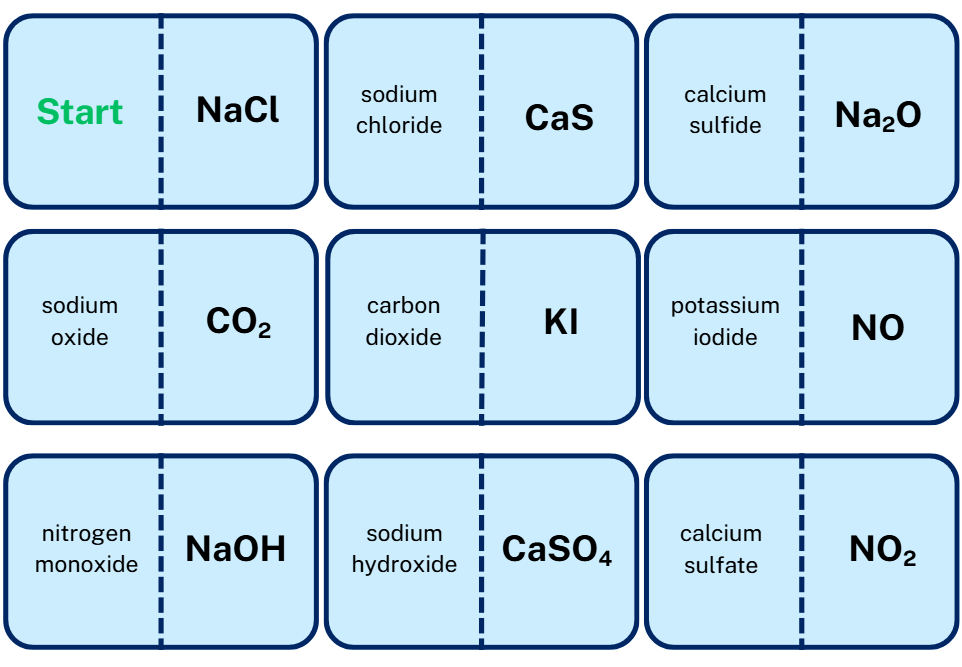 Start
NaCl
sodium
chloride
CaS
calcium
sulfide
Na₂O
sodium
oxide
CO₂
carbon
dioxide
KI
potassium
iodide
NO
nitrogen
monoxide
NaOH
sodium
hydroxide
CaSO₄
calcium
sulfate
NO₂